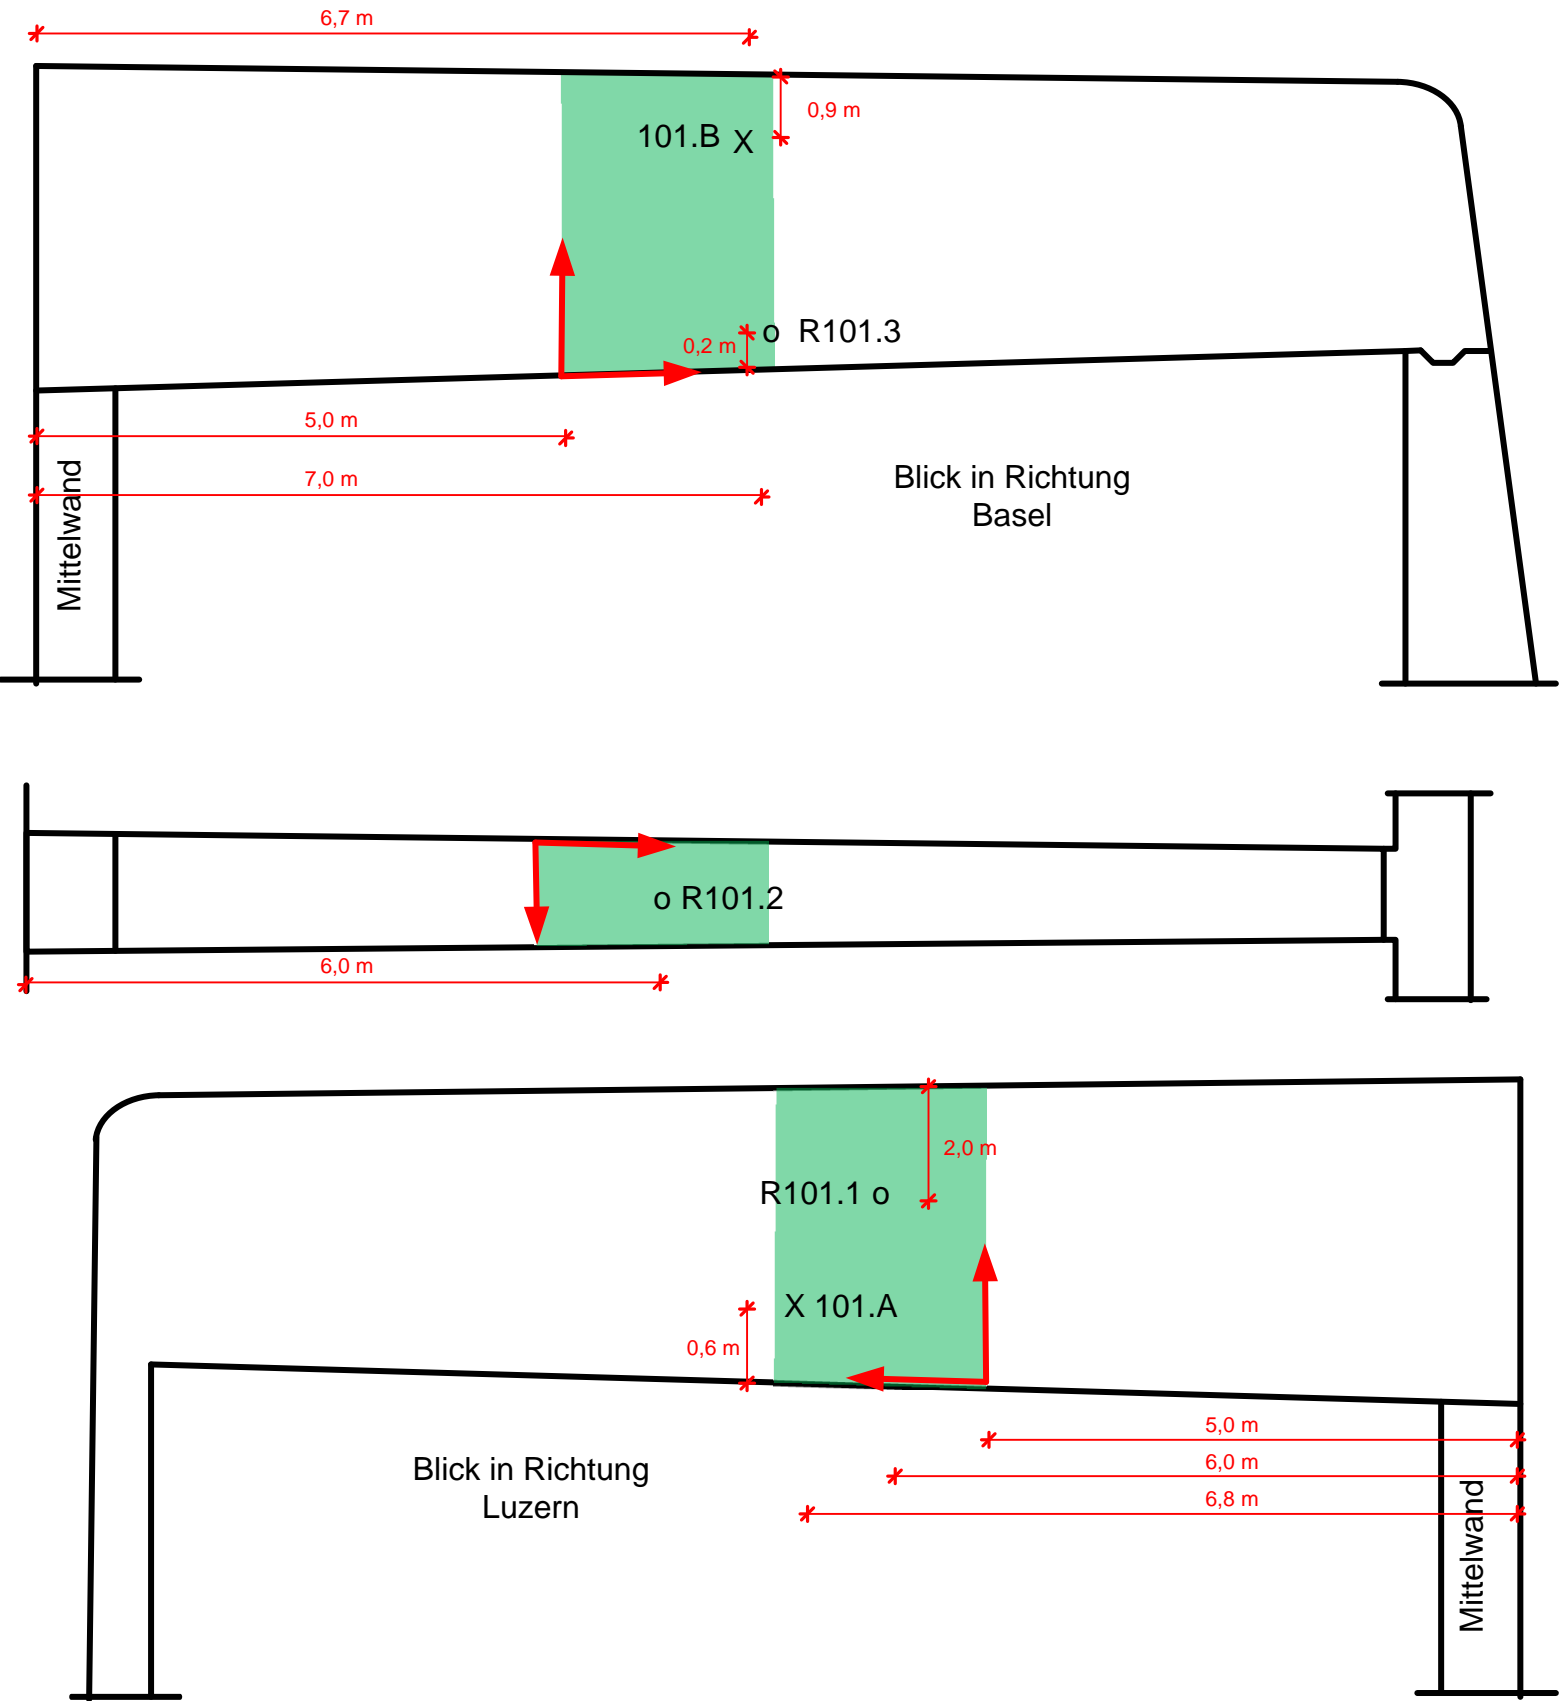 6,7 m
0,9 m
101.B X
o R101.3
0,2 m
5,0 m
7,0 m
Mittelwand
Blick in Richtung
Basel
o R101.2
6,0 m
2,0 m
R101.1 o
X 101.A
0,6 m
5,0 m
6,0 m
6,8 m
Blick in Richtung
Luzern
Mittelwand